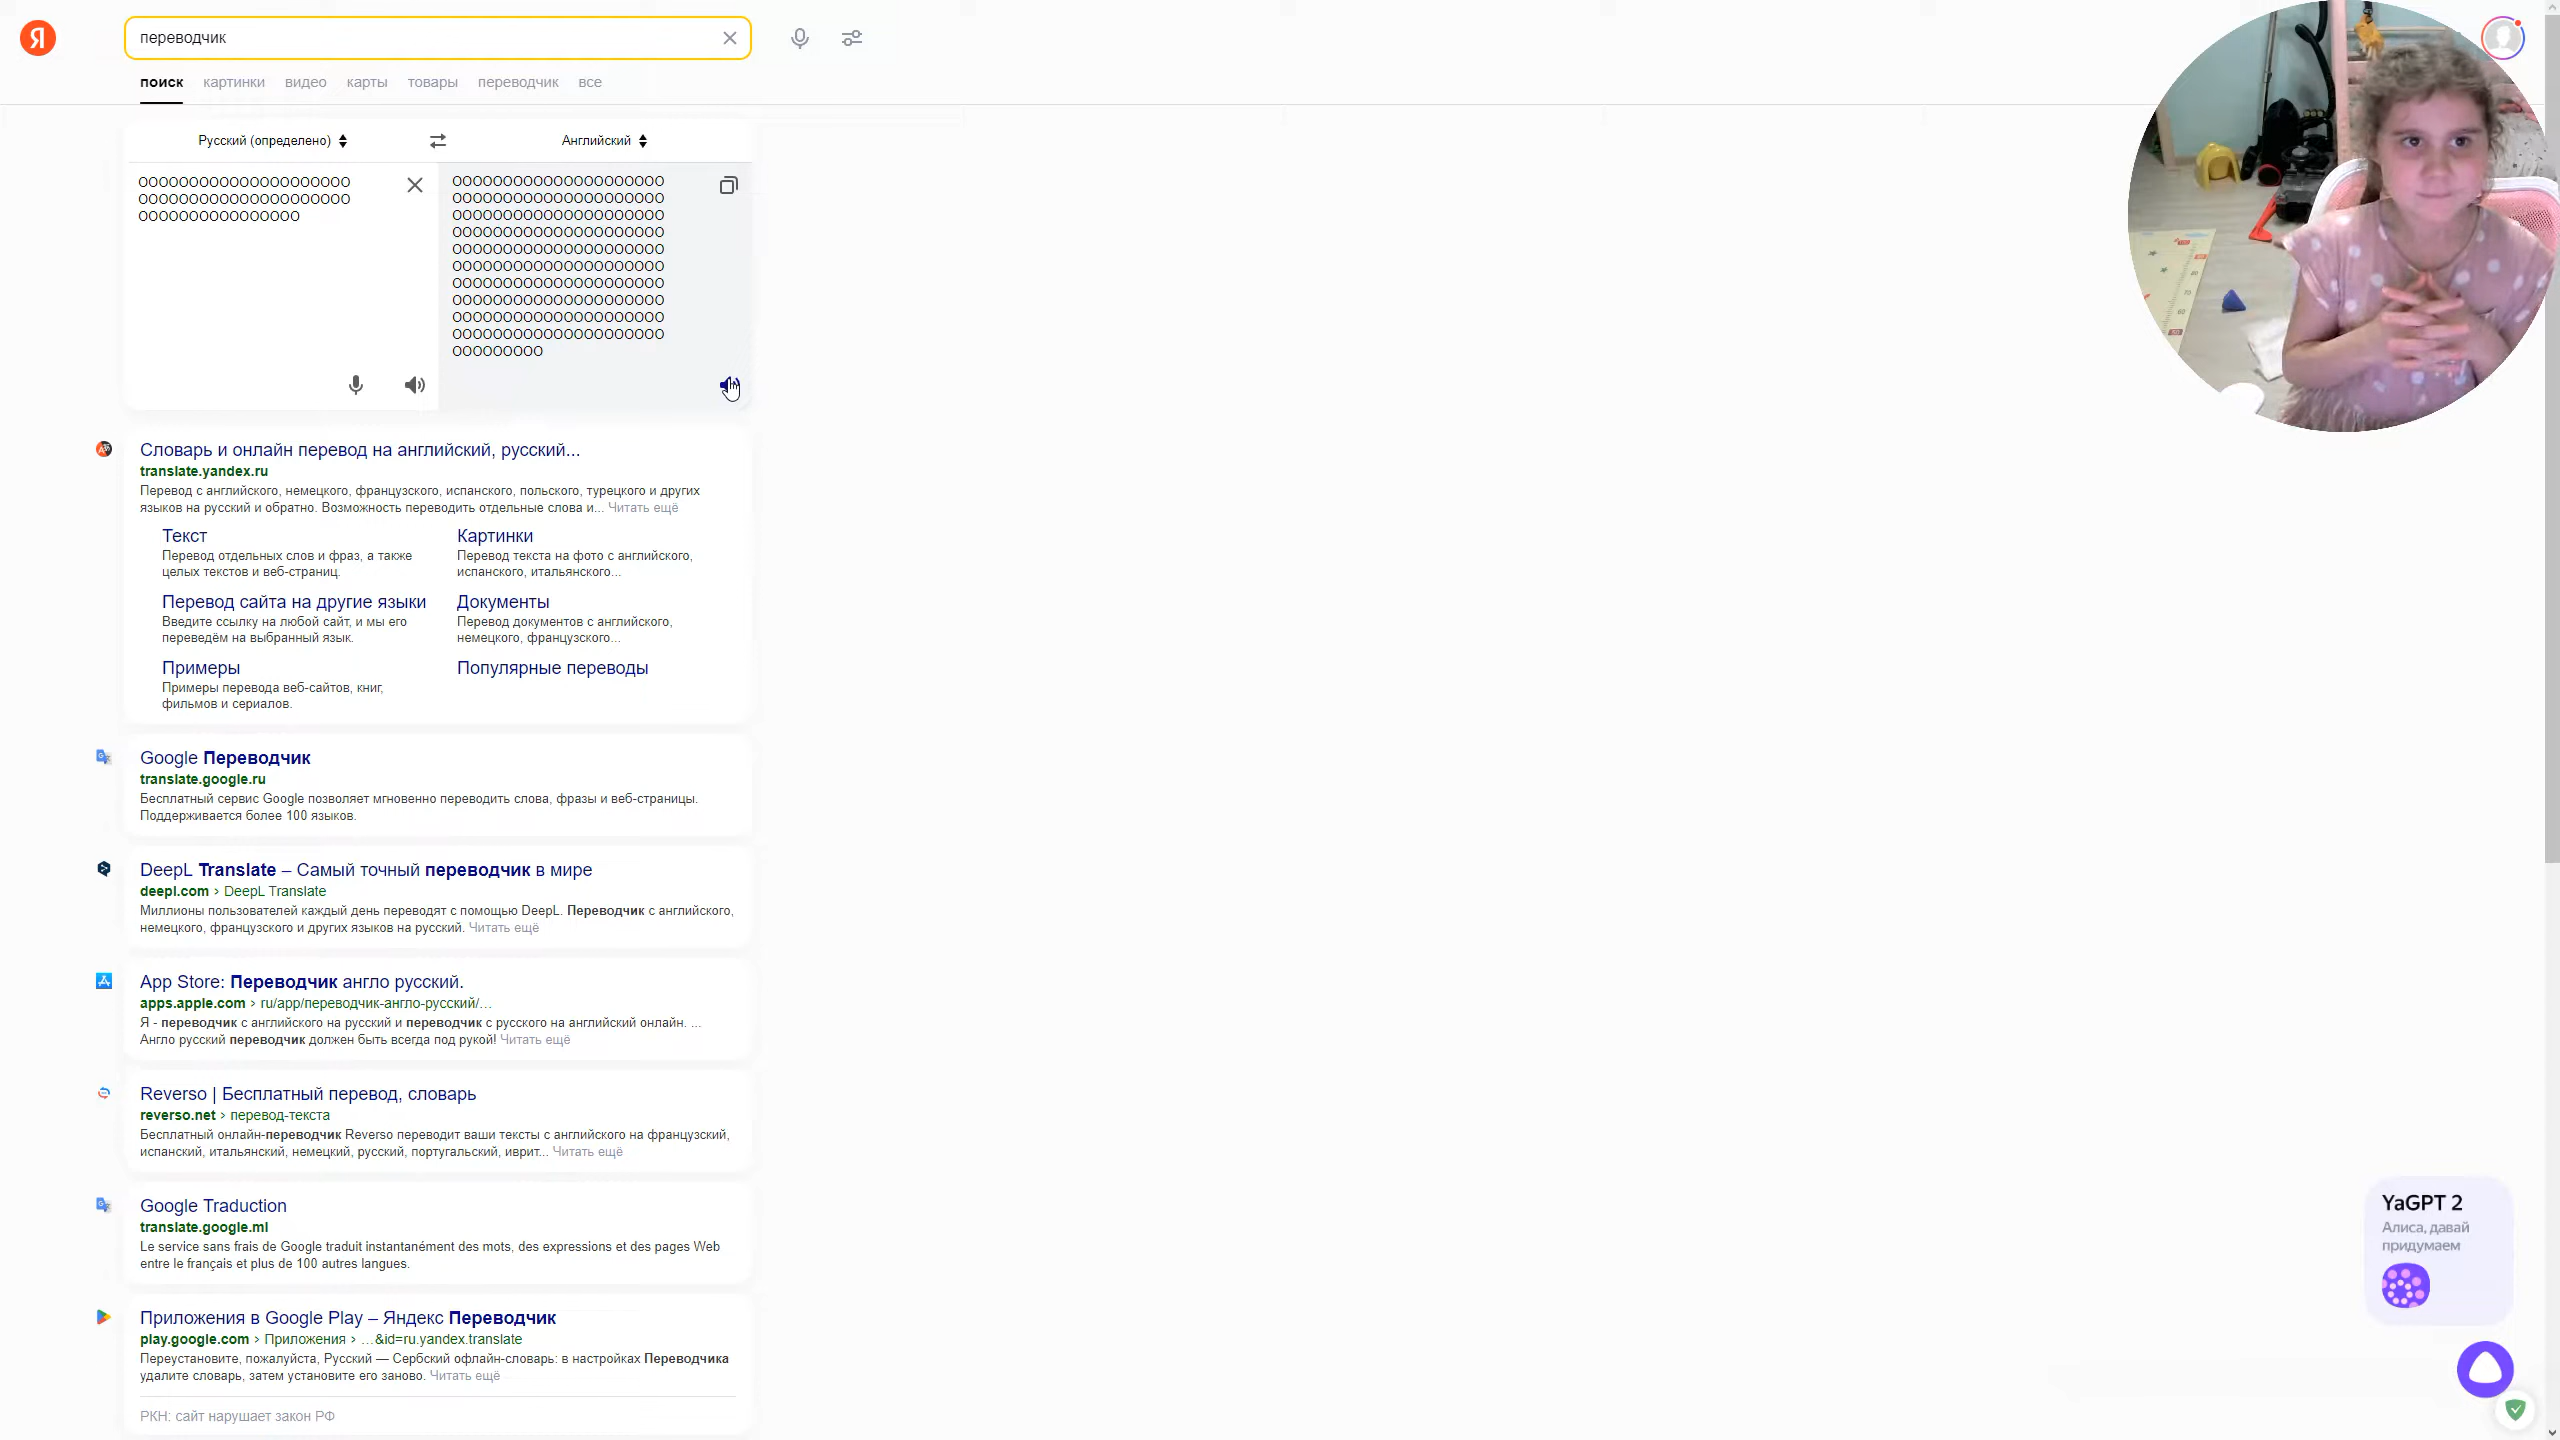 Я
переводчик
поиск картинки видео карты товары переводчик все
Русский (определено) Английский
ООООООООООООООООООООО
ООООООООООООООООООООО
ОООООООООООООООО
OOOOOOOOOOOOOOOOOOOOO
OOOOOOOOOOOOOOOOOOOOO
OOOOOOOOOOOOOOOOOOOOO
OOOOOOOOOOOOOOOOOOOOO
OOOOOOOOOOOOOOOOOOOOO
OOOOOOOOOOOOOOOOOOOOO
OOOOOOOOOOOOOOOOOOOOO
OOOOOOOOOOOOOOOOOOOOO
OOOOOOOOOOOOOOOOOOOOO
OOOOOOOOOOOOOOOOOOOOO
OOOOOOOOO
Словарь и онлайн перевод на английский, русский...
translate.yandex.ru
Перевод с английского, немецкого, французского, испанского, польского, турецкого и других
языков на русский и обратно. Возможность переводить отдельные слова и... Читать ещё
Текст
Перевод отдельных слов и фраз, а также
целых текстов и веб-страниц.
Картинки
Перевод текста на фото с английского,
испанского, итальянского...
Перевод сайта на другие языки
Введите ссылку на любой сайт, и мы его
переведём на выбранный язык.
Документы
Перевод документов с английского,
немецкого, французского...
Примеры
Примеры перевода веб-сайтов, книг,
фильмов и сериалов.
Популярные переводы
Google Переводчик
translate.google.ru
Бесплатный сервис Google позволяет мгновенно переводить слова, фразы и веб-страницы.
Поддерживается более 100 языков.
DeepL Translate – Самый точный переводчик в мире
deepl.com › DeepL Translate
Миллионы пользователей каждый день переводят с помощью DeepL. Переводчик с английского,
немецкого, французского и других языков на русский. Читать ещё
App Store: Переводчик англо русский.
apps.apple.com › ru/app/переводчик-англо-русский/…
Я - переводчик с английского на русский и переводчик с русского на английский онлайн. ...
Англо русский переводчик должен быть всегда под рукой! Читать ещё
Reverso | Бесплатный перевод, словарь
reverso.net › перевод-текста
Бесплатный онлайн-переводчик Reverso переводит ваши тексты с английского на французский,
испанский, итальянский, немецкий, русский, португальский, иврит... Читать ещё
Google Traduction
translate.google.ml
Le service sans frais de Google traduit instantanément des mots, des expressions et des pages Web
entre le français et plus de 100 autres langues.
Приложения в Google Play – Яндекс Переводчик
play.google.com › Приложения › …&id=ru.yandex.translate
Переустановите, пожалуйста, Русский — Сербский офлайн-словарь: в настройках Переводчика
удалите словарь, затем установите его заново. Читать ещё
РКН: сайт нарушает закон РФ
YaGPT 2
Алиса, давай
придумаем